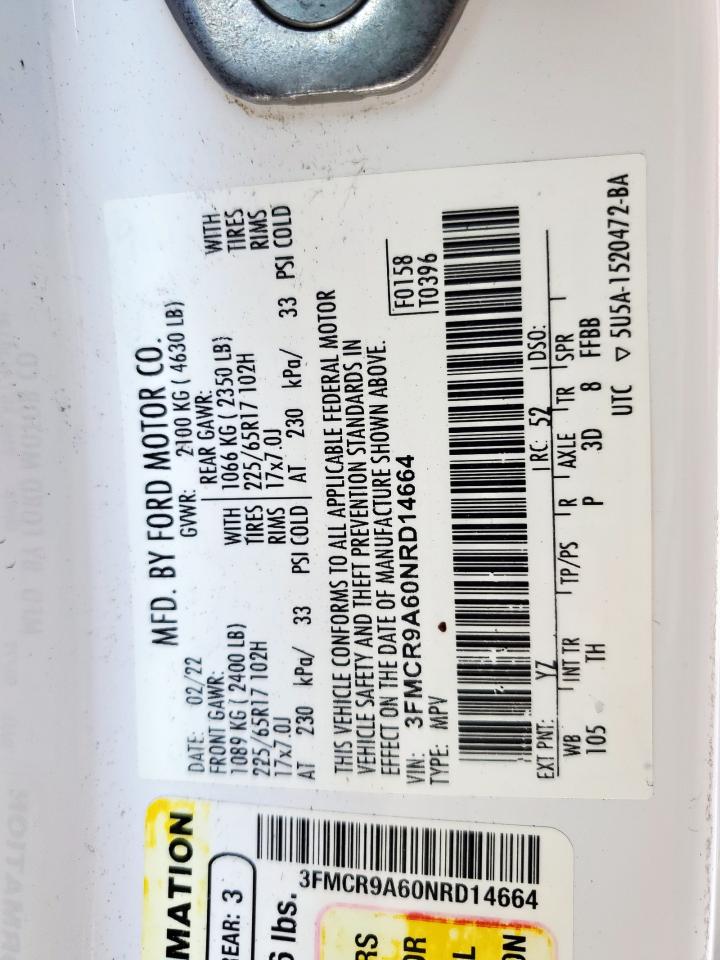 MFD. BY FORD MOTOR CO.
DATE: 02/22 GVWR: 2100 KG ( 4630 LB)
FRONT GAWR: REAR GAWR:
1089 KG ( 2400 LB) WITH 1066 KG ( 2350 LB) WITH
225/65R17 102H TIRES 225/65R17 102H TIRES
17x7.0J RIMS 17x7.0J RIMS
AT 230 kPa/ 33 PSI COLD AT 230 kPa/ 33 PSI COLD
THIS VEHICLE CONFORMS TO ALL APPLICABLE FEDERAL MOTOR
VEHICLE SAFETY AND THEFT PREVENTION STANDARDS IN
EFFECT ON THE DATE OF MANUFACTURE SHOWN ABOVE.
VIN: 3FMCR9A60NRD14664 F0158
TYPE: MPV T0396
EXT PNT: YZ RC: 52 DSO:
WB INT TR TP/PS R AXLE TR SPR
105 TH P 3D 8 FFBB
UTC ▽ 5U5A-1520472-BA
MATION
REAR: 3
6 lbs.
3FMCR9A60NRD14664
RS
OR
L
ON